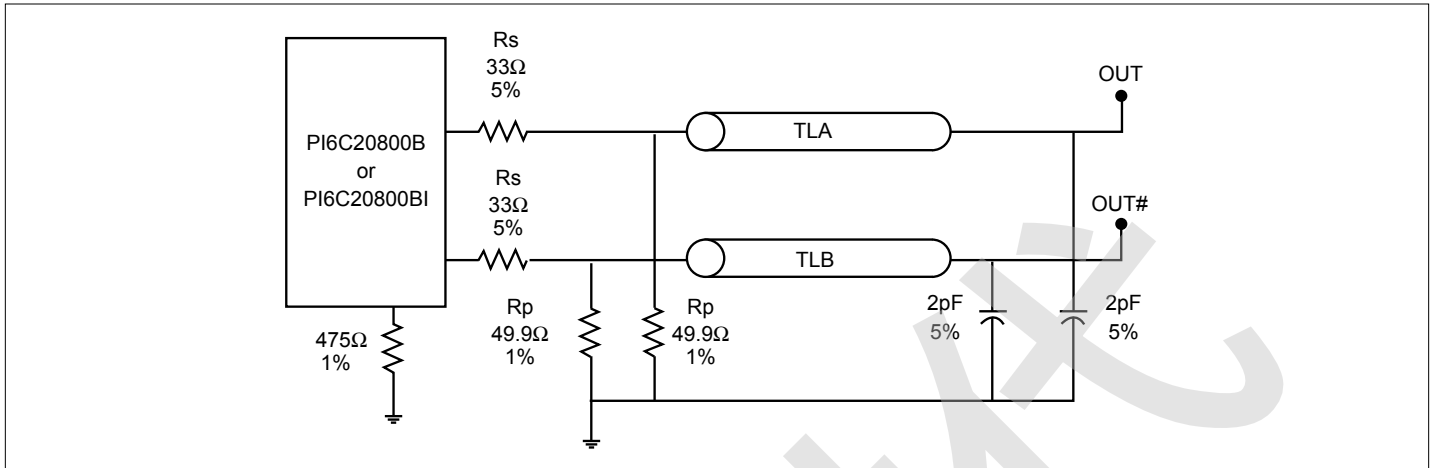 Rs
33Ω
5%
OUT
TLA
PI6C20800B
or
PI6C20800BI
Rs
33Ω
5%
OUT#
TLB
Rp
49.9Ω
1%
Rp
49.9Ω
1%
2pF
5%
2pF
5%
475Ω
1%